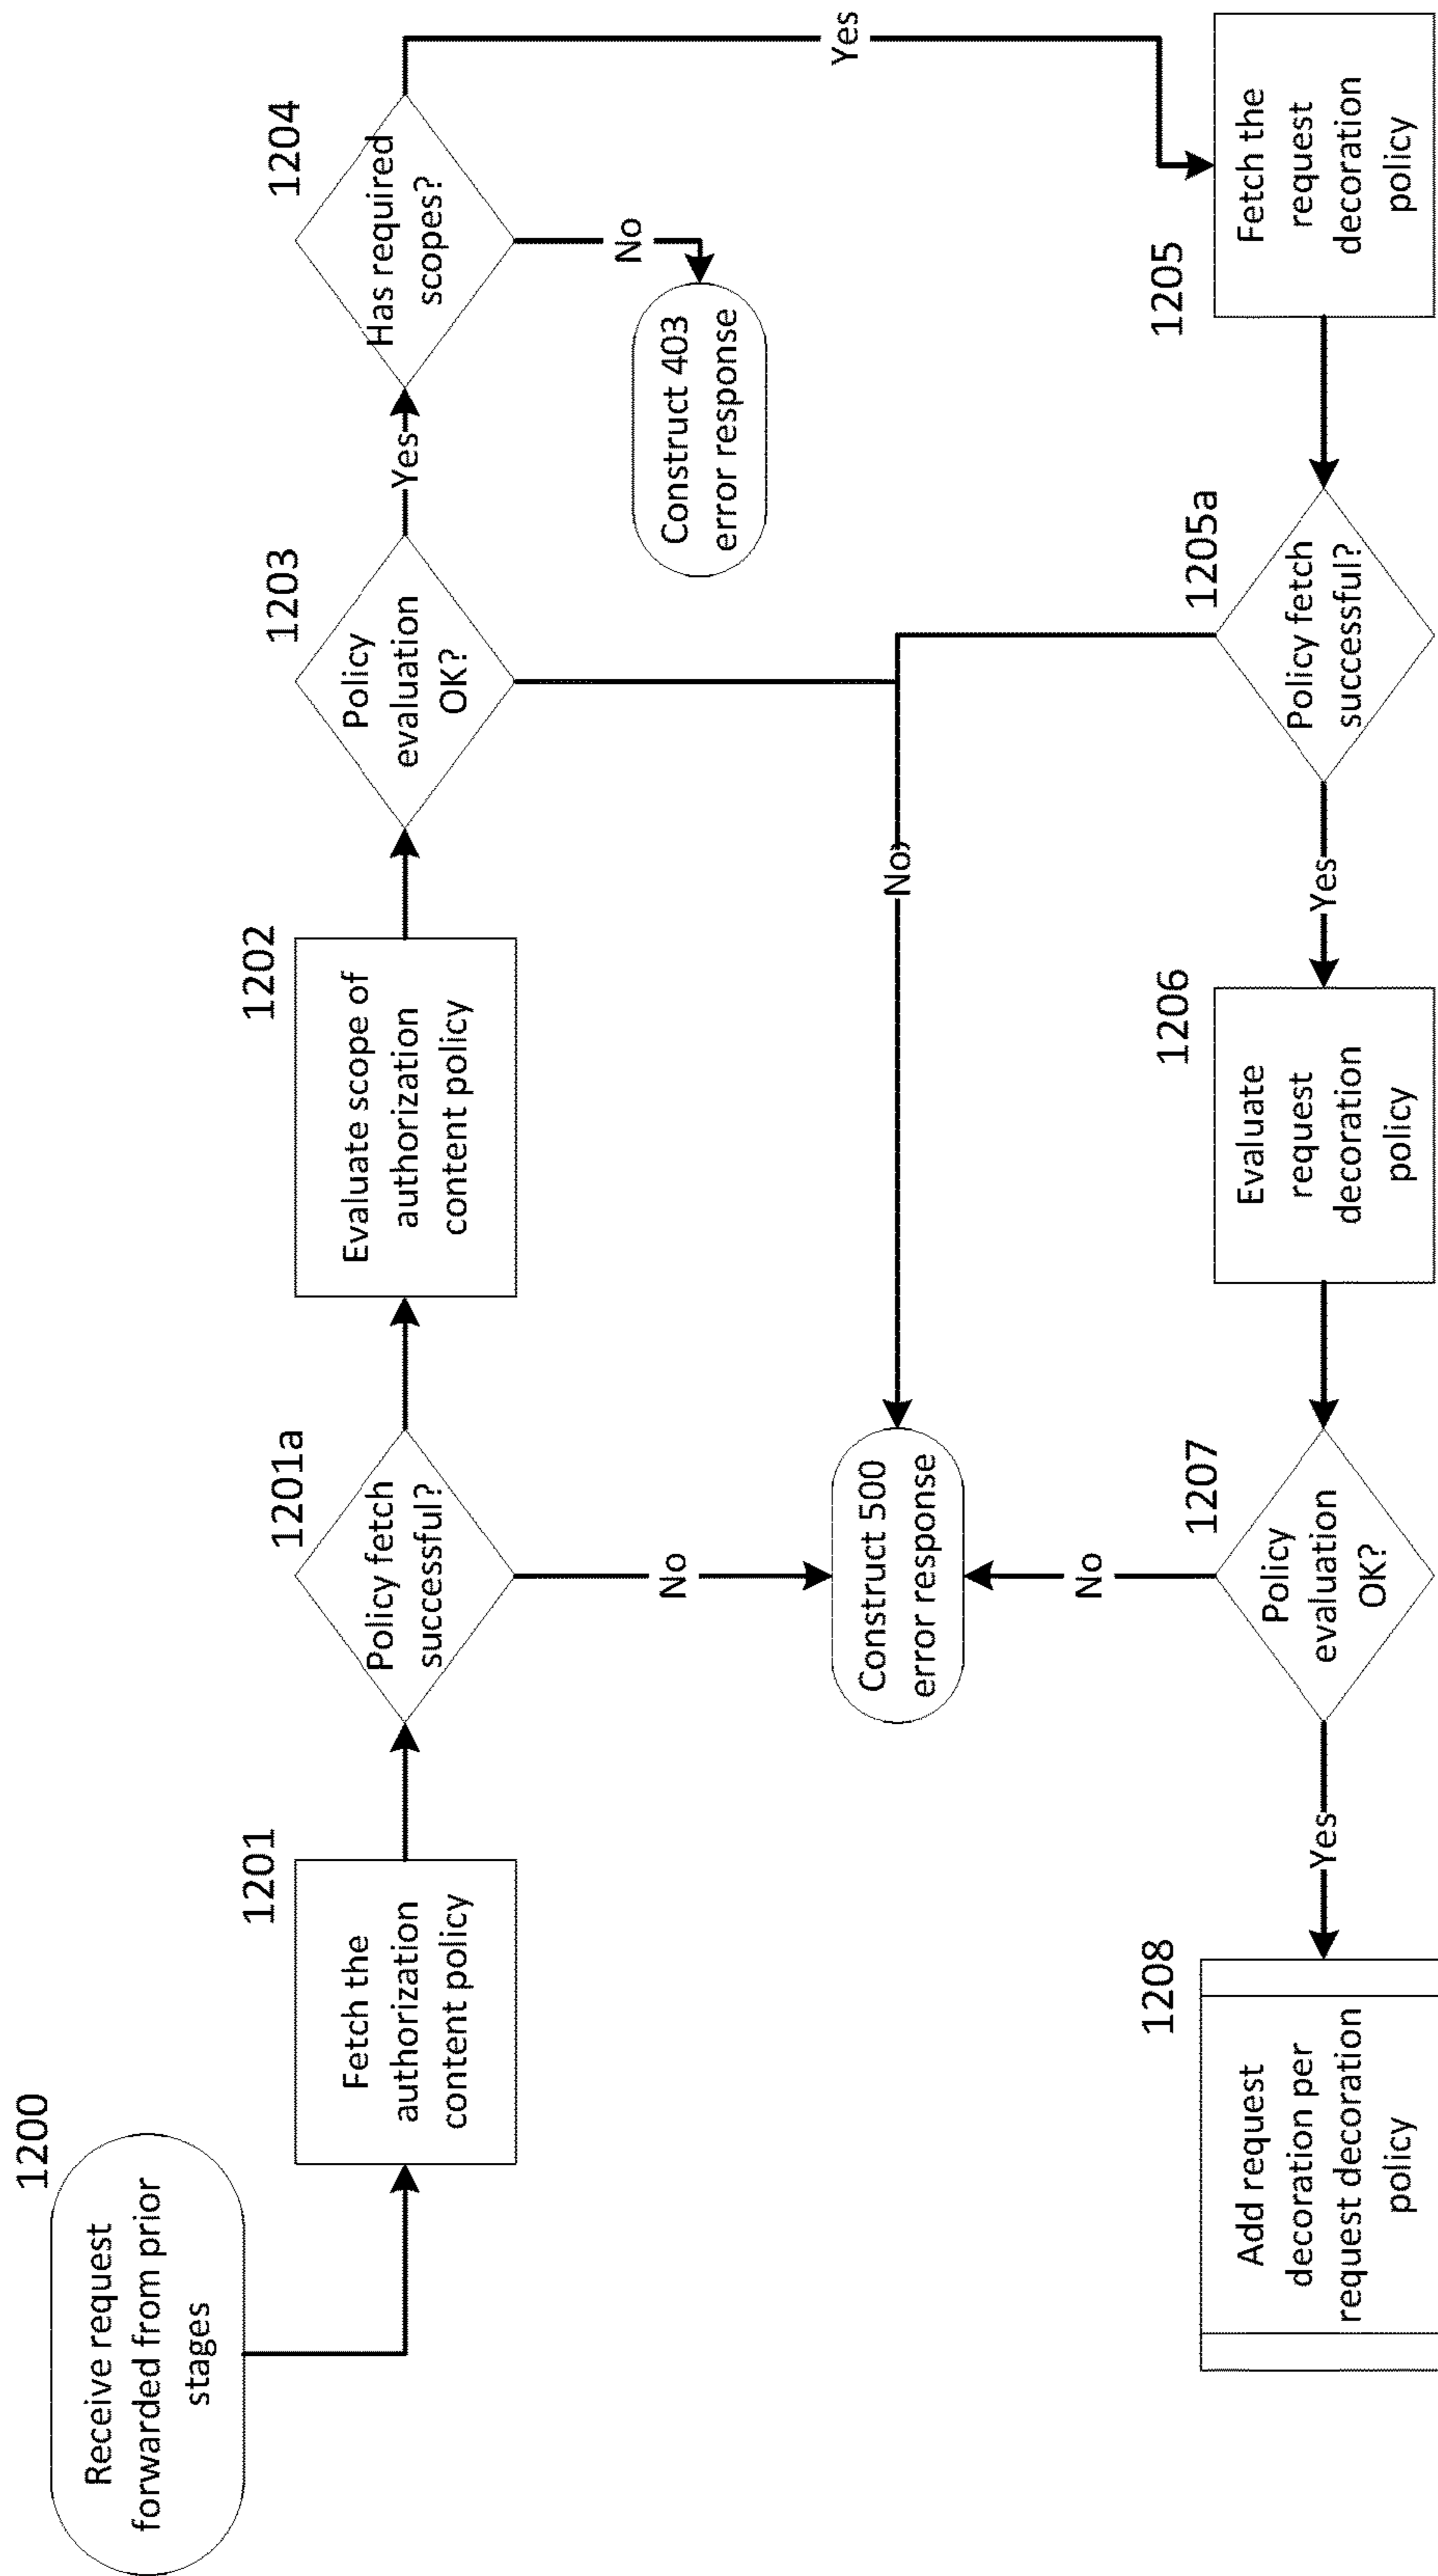 1200
Receive request
forwarded from prior
stages
1201
Fetch the
authorization
content policy
1201a
Policy fetch
successful?
No
1202
Evaluate scope of
authorization
content policy
1203
Policy
evaluation
OK?
Yes
1204
Has required
scopes?
No
Construct 403
error response
Yes
No
Construct 500
error response
1205
Fetch the
request
decoration
policy
1205a
Policy fetch
successful?
Yes
1206
Evaluate
request
decoration
policy
1207
Policy
evaluation
OK?
No
Yes
1208
Add request
decoration per
request decoration
policy